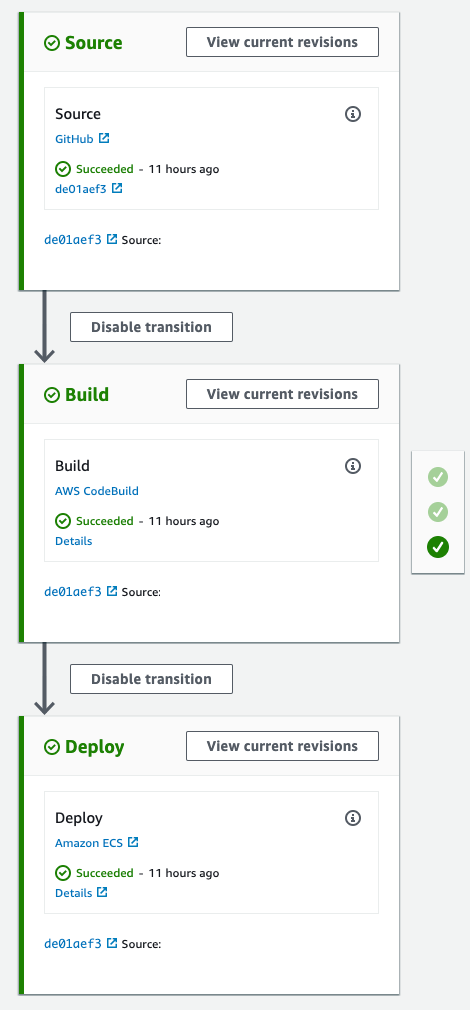 Source
View current revisions
Source
GitHub
Succeeded - 11 hours ago
de01aef3
de01aef3 Source:
Disable transition
Build
View current revisions
Build
AWS CodeBuild
Succeeded - 11 hours ago
Details
de01aef3 Source:
Disable transition
Deploy
View current revisions
Deploy
Amazon ECS
Succeeded - 11 hours ago
Details
de01aef3 Source: